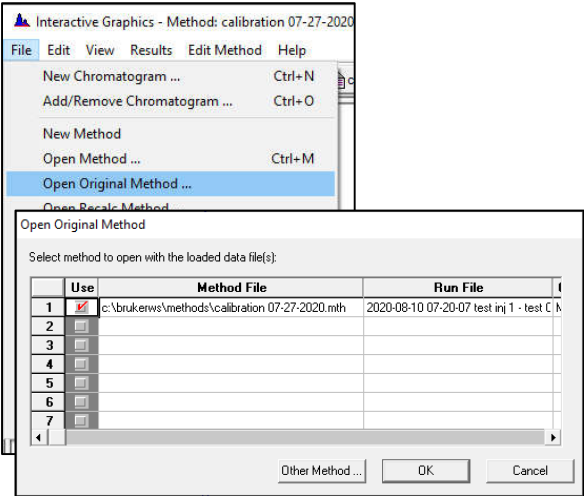 Interactive Graphics - Method: calibration 07-27-2020
File Edit View Results Edit Method Help
New Chromatogram ... Ctrl+N
Add/Remove Chromatogram ... Ctrl+O
New Method
Open Method ... Ctrl+M
Open Original Method ...
Open Recalc Method
Open Original Method
Select method to open with the loaded data file(s):
Use Method File Run File
1 c:\brukerws\methods\calibration 07-27-2020.mth 2020-08-10 07-20-07 test inj 1 - test
2
3
4
5
6
7
Other Method ... OK Cancel